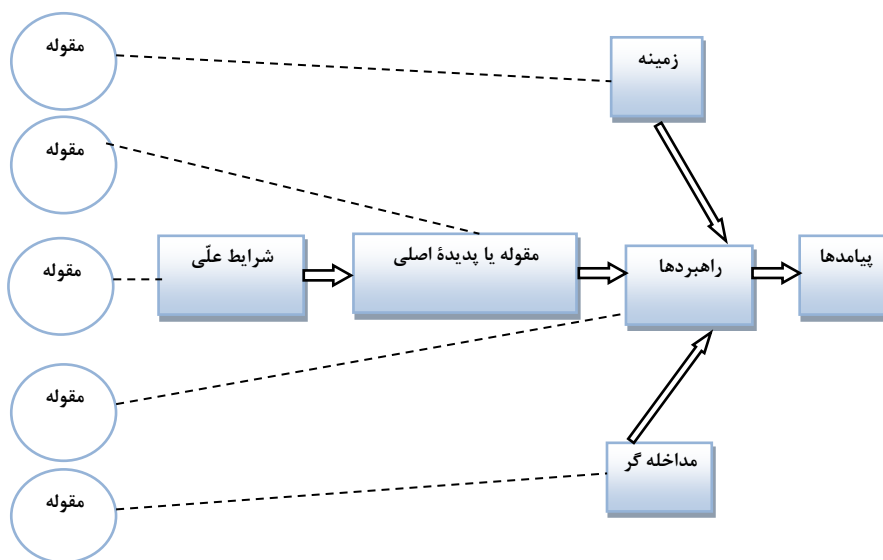 مقوله
زمینه
مقوله
شرایط علّی
مقوله یا پدیدهٔ اصلی
راهبردها
پیامدها
مقوله
مقوله
مداخله گر
مقوله